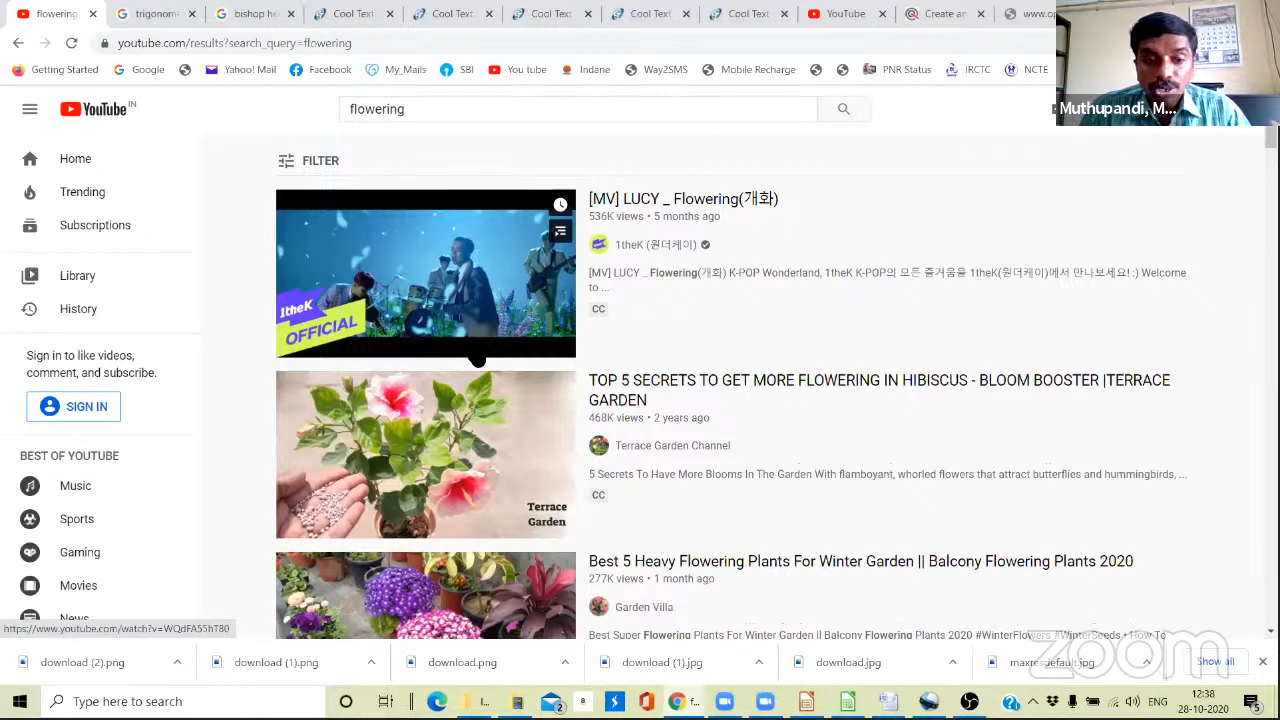 flowering
trigonom
bishop he
Cool Text
Cool Text
Cool Text
Cool Text
YouTube
Create an
www.op
youtube.com/results?search_query=flowering
Getting Started
Google
Yahoo! Mail
Facebook
My_Mails
Indane
Way2SMS
Mobile Recharge
PNR Status
IRCTC
NCTE
Muthupandi, M...
YouTube IN
flowering
Home
Trending
Subscriptions
Library
History
Sign in to like videos,
comment, and subscribe.
SIGN IN
BEST OF YOUTUBE
Music
Sports
Gaming
Movies
News
FILTER
1theK
OFFICIAL
[MV] LUCY _ Flowering(개화)
536K views • 5 months ago
1theK (원더케이)
[MV] LUCY _ Flowering(개화) K-POP Wonderland, 1theK K-POP의 모든 즐거움을 1theK(원더케이)에서 만나보세요! :) Welcome
to ...
CC
Terrace
Garden
TOP 5 SECRETS TO GET MORE FLOWERING IN HIBISCUS - BLOOM BOOSTER |TERRACE
GARDEN
468K views • 2 years ago
Terrace Garden Channel
5 Secrets To Have More Blooms In The Garden With flamboyant, whorled flowers that attract butterflies and hummingbirds, ...
CC
Best 5 Heavy Flowering Plants For Winter Garden || Balcony Flowering Plants 2020
277K views • 1 month ago
Garden Villa
Best Super Flowering Plants For Winter Garden II Balcony Flowering Plants 2020 #WinterFlowers #WinterSeeds • How To
https://www.youtube.com/watch?v=WQdFA55hT80
zoom
download (2).png
download (1).png
download.png
download (1).jpg
download.jpg
maxresdefault.jpg
Show all
Type here to search
2
12:38
28-10-2020
5